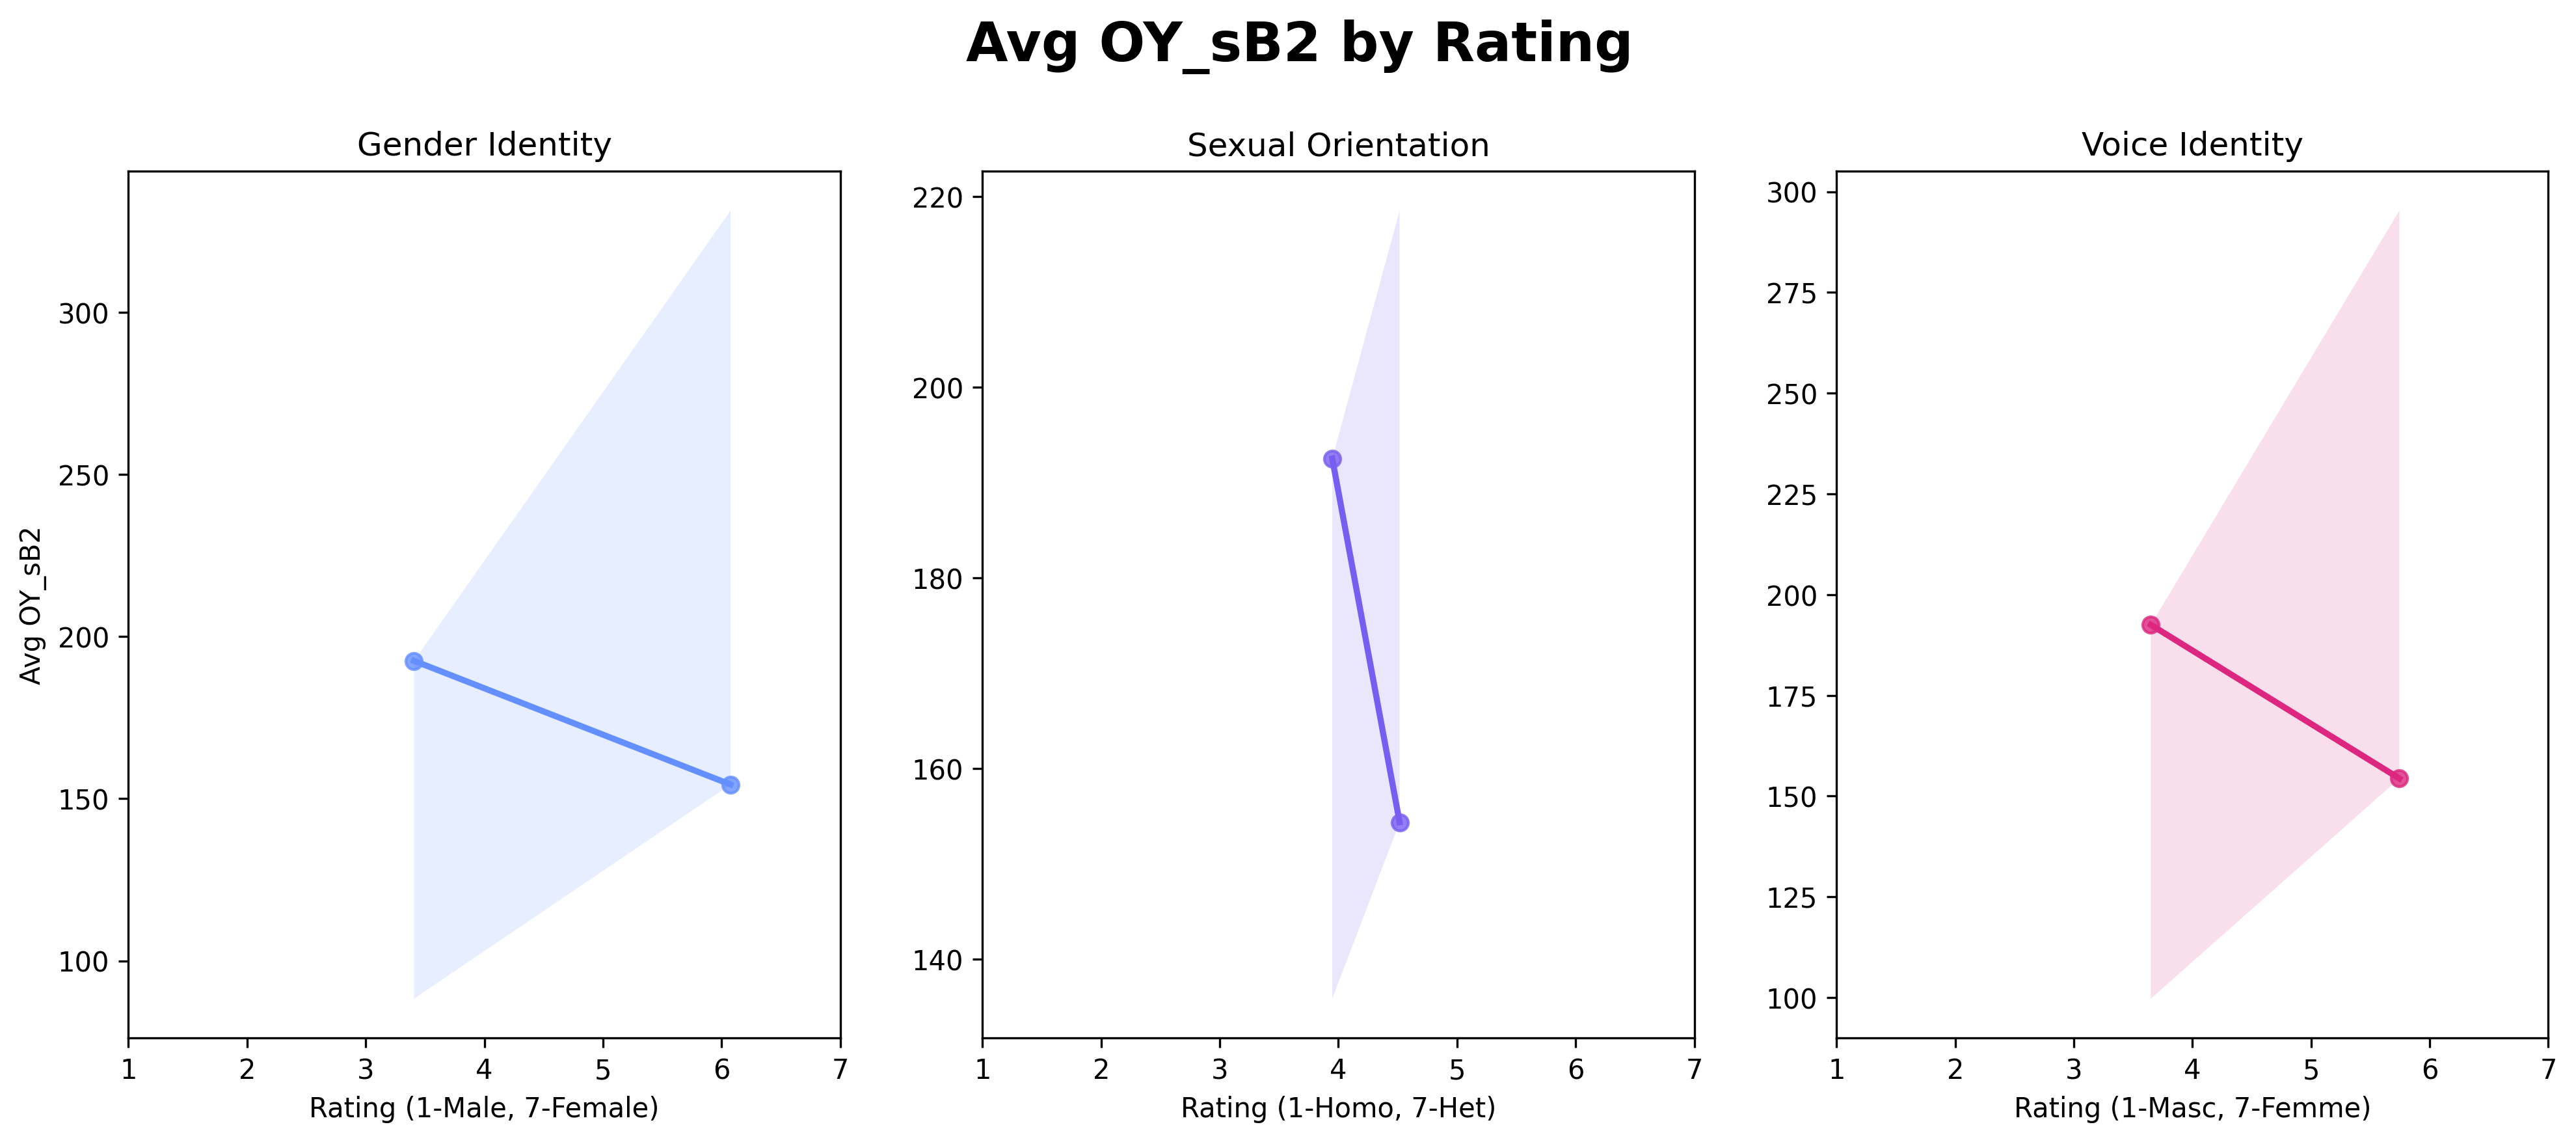 Avg OY_sB2 by Rating
Gender Identity
Avg OY_sB2
300
250
200
150
100
1 2 3 4 5 6 7
Rating (1-Male, 7-Female)
Sexual Orientation
220
200
180
160
140
1 2 3 4 5 6 7
Rating (1-Homo, 7-Het)
Voice Identity
300
275
250
225
200
175
150
125
100
1 2 3 4 5 6 7
Rating (1-Masc, 7-Femme)